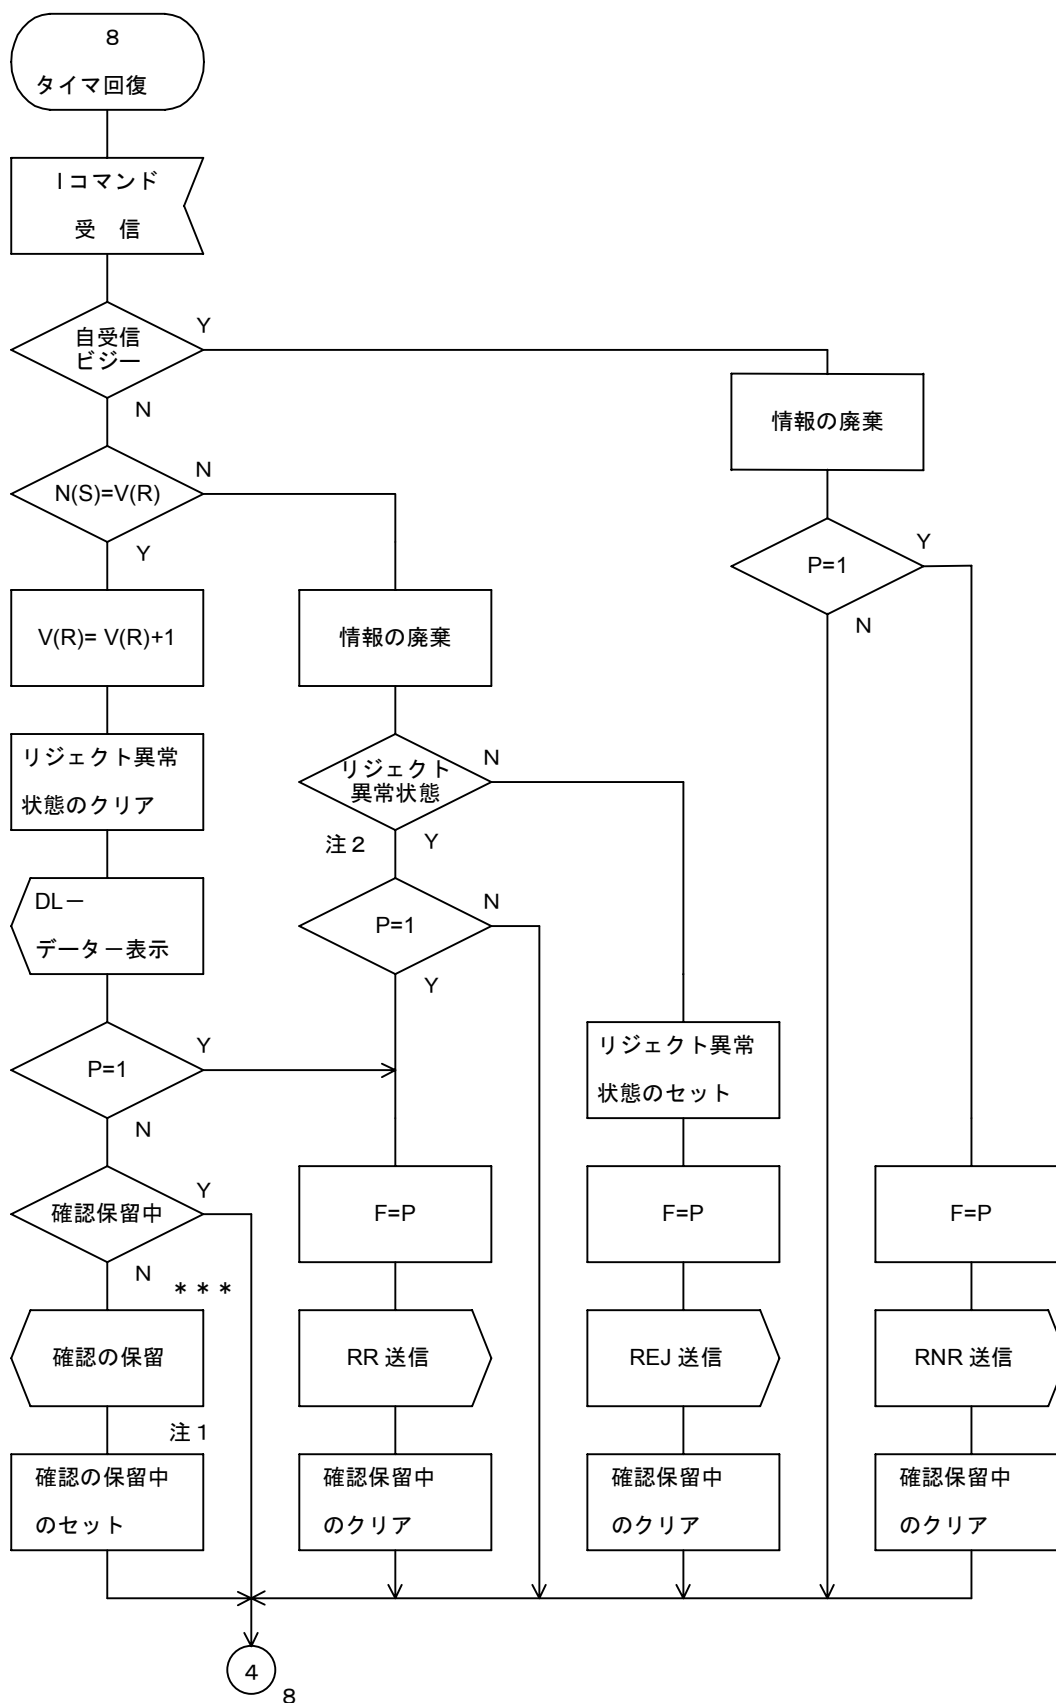 8
タイマ回復
Iコマンド
受 信
自受信
ビジー
Y
N
情報の廃棄
N(S)=V(R)
N
Y
P=1
Y
N
V(R)= V(R)+1
情報の廃棄
リジェクト異常
状態のクリア
リジェクト
異常状態
N
注2
Y
DL－
データー表示
P=1
N
Y
P=1
Y
N
リジェクト異常
状態のセット
確認保留中
Y
N
＊＊＊
F=P
F=P
F=P
確認の保留
RR 送信
REJ 送信
RNR 送信
注1
確認の保留中
のセット
確認保留中
のクリア
確認保留中
のクリア
確認保留中
のクリア
4
8